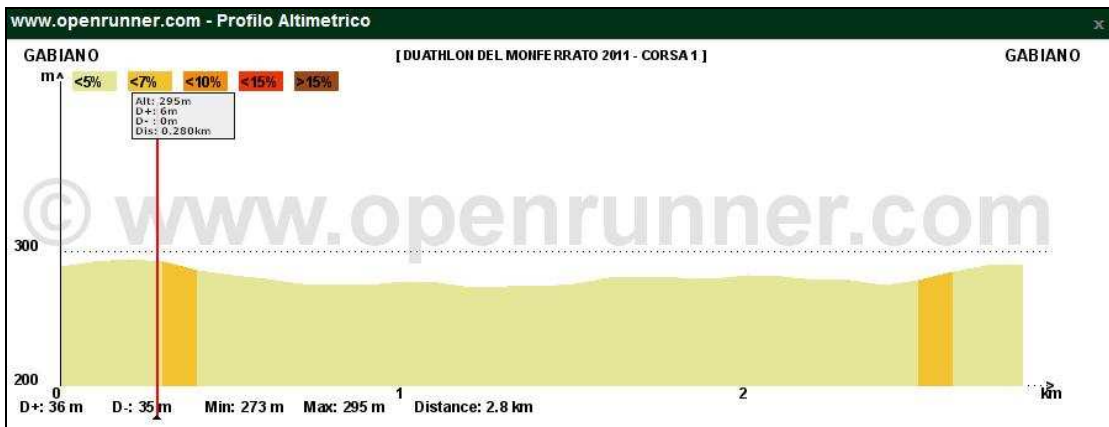 www.openrunner.com - Profilo Altimetrico x
GABIANO [ DUATHLON DEL MONFERRATO 2011 - CORSA 1 ] GABIANO
m <5% <7% <10% <15% >15%
Alt: 295m
D+: 6m
D- : 0m
Dis: 0.280km
© www.openrunner.com
300
200
0 1 2 km
D+: 36 m D-: 35 m Min: 273 m Max: 295 m Distance: 2.8 km